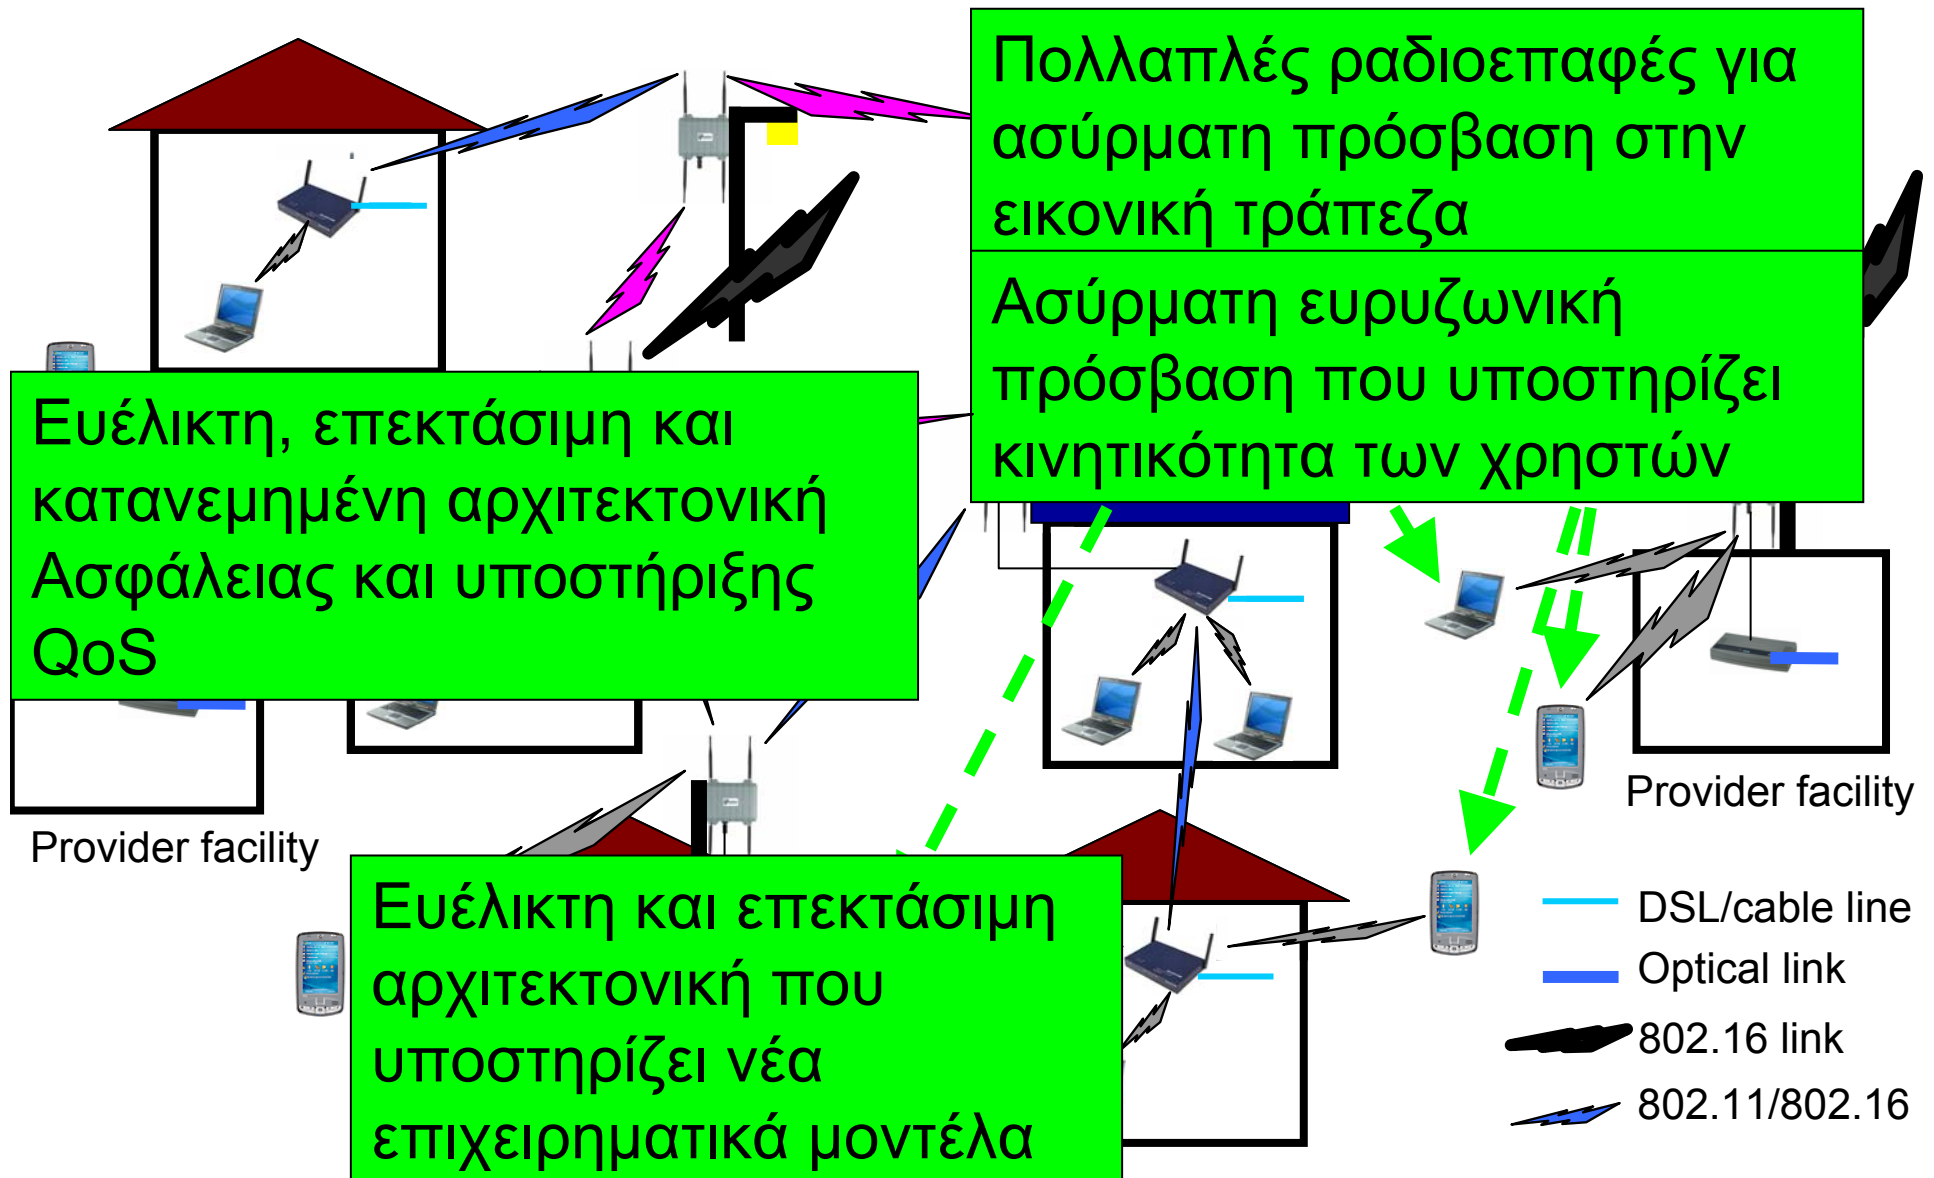 Πολλαπλές ραδιοεπαφές για
ασύρματη πρόσβαση στην
εικονική τράπεζα
Ασύρματη ευρυζωνική
πρόσβαση που υποστηρίζει
κινητικότητα των χρηστών
Ευέλικτη, επεκτάσιμη και
κατανεμημένη αρχιτεκτονική
Ασφάλειας και υποστήριξης
QoS
Provider facility
Provider facility
Ευέλικτη και επεκτάσιμη
αρχιτεκτονική που
υποστηρίζει νέα
επιχειρηματικά μοντέλα
DSL/cable line
Optical link
802.16 link
802.11/802.16